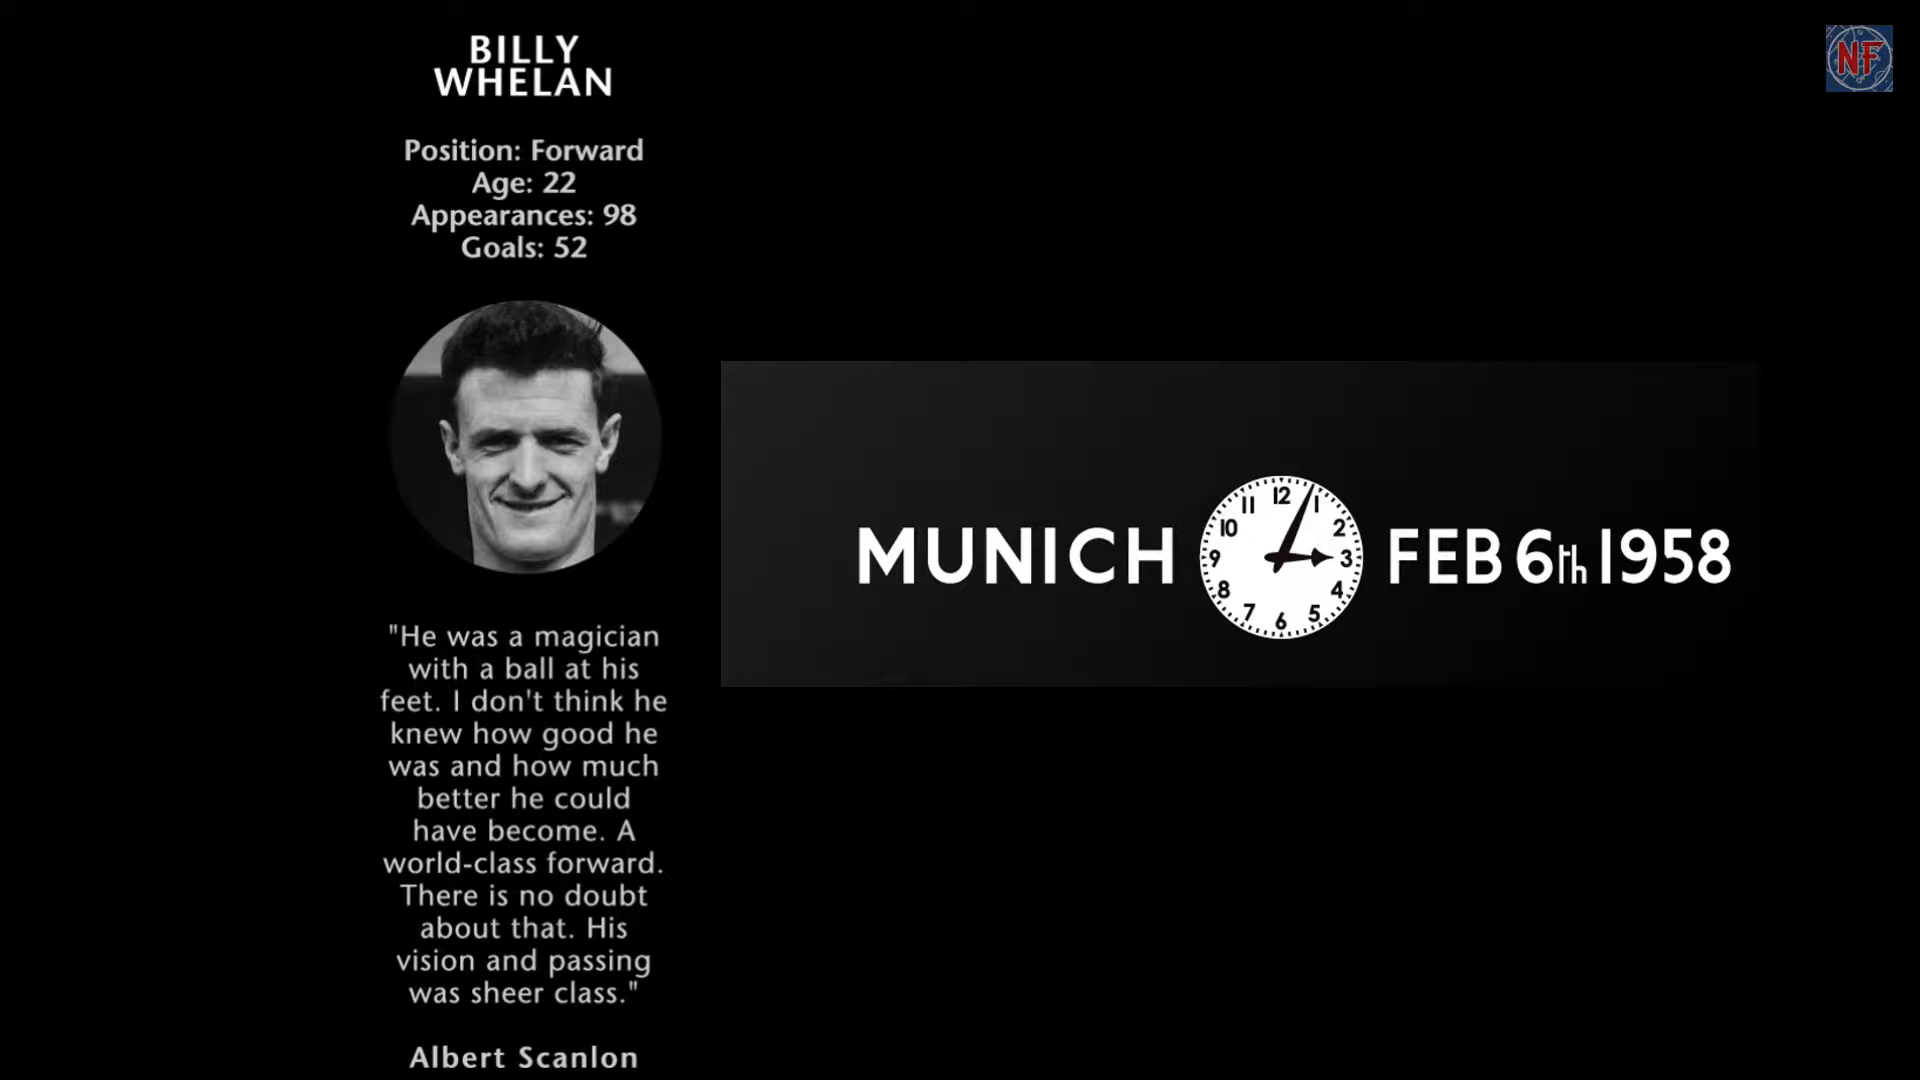 BILLY
WHELAN
Position: Forward
Age: 22
Appearances: 98
Goals: 52
"He was a magician
with a ball at his
feet. I don't think he
knew how good he
was and how much
better he could
have become. A
world-class forward.
There is no doubt
about that. His
vision and passing
was sheer class."
Albert Scanlon
MUNICH
12
1
2
3
4
5
6
7
8
9
10
11
FEB 6th 1958
NF